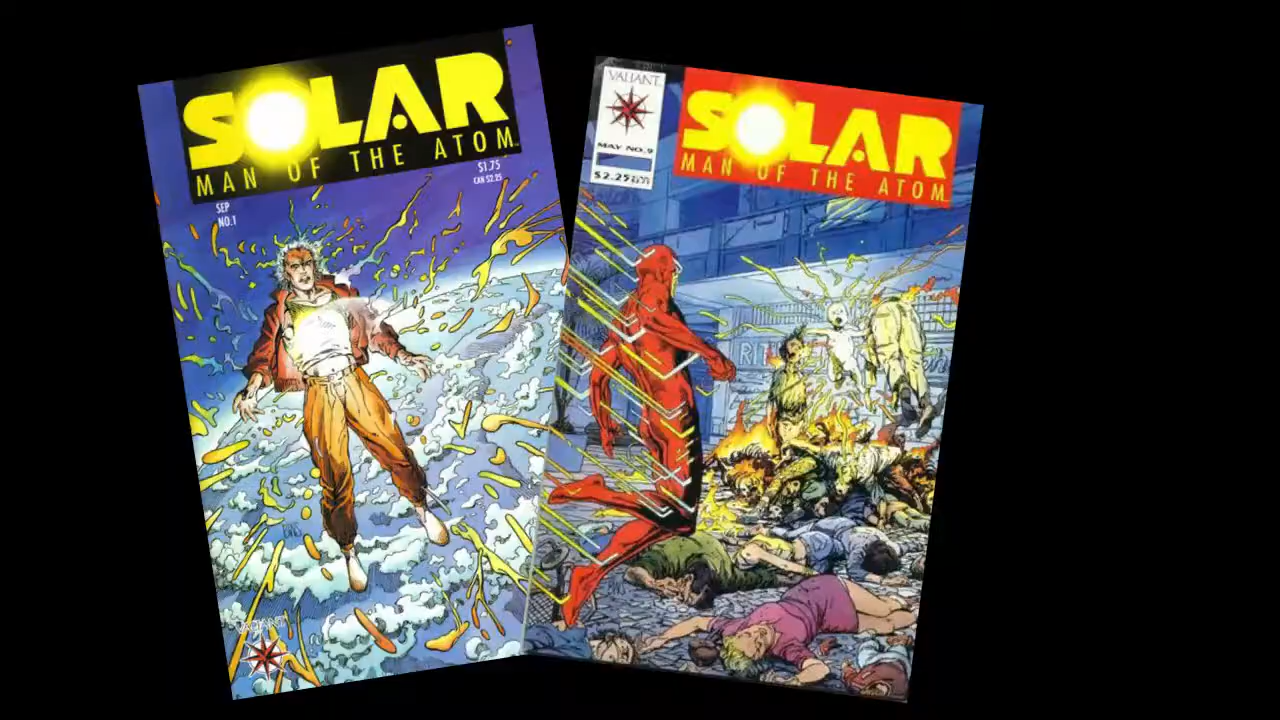 SOLAR
MAN OF THE ATOM
$1.75
CAN $2.25
SEP
NO.1
VALIANT
VALIANT
MAY NO.9
$2.25
SOLAR
MAN OF THE ATOM